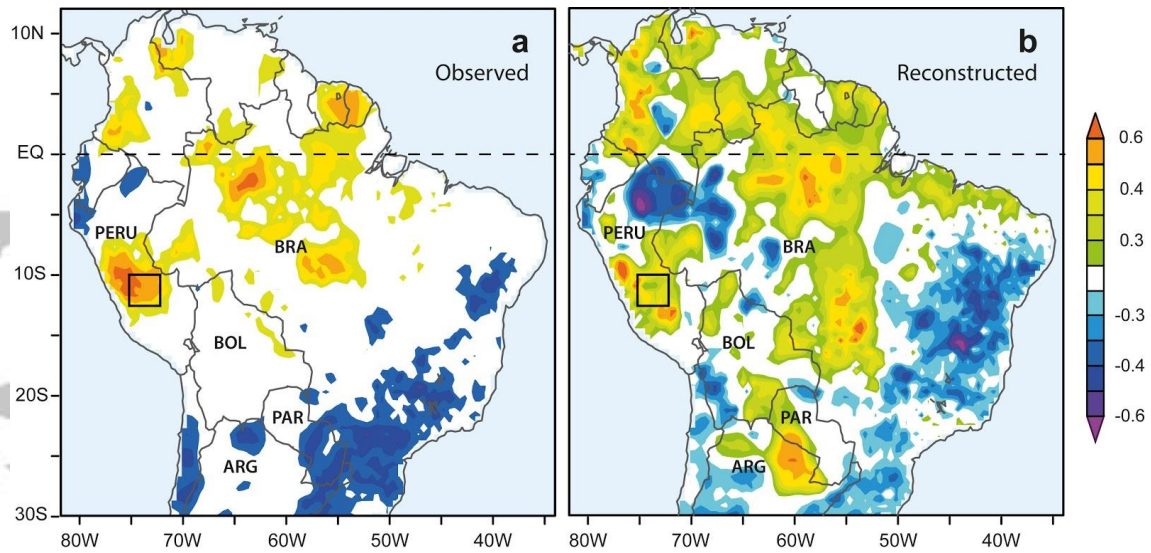 a
Observed
b
Reconstructed
10N
EQ
10S
20S
30S
PERU
BRA
BOL
PAR
ARG
PERU
BRA
BOL
PAR
ARG
80W 70W 60W 50W 40W
80W 70W 60W 50W 40W
0.6
0.4
0.3
-0.3
-0.4
-0.6